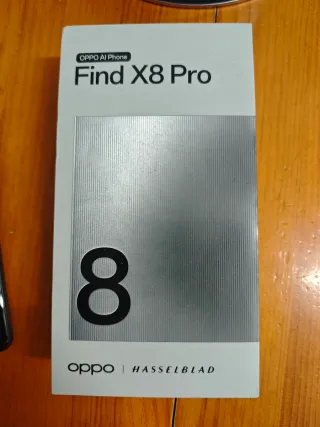 OPPO AI Phone
Find X8 Pro
8
oppo | HASSELBLAD